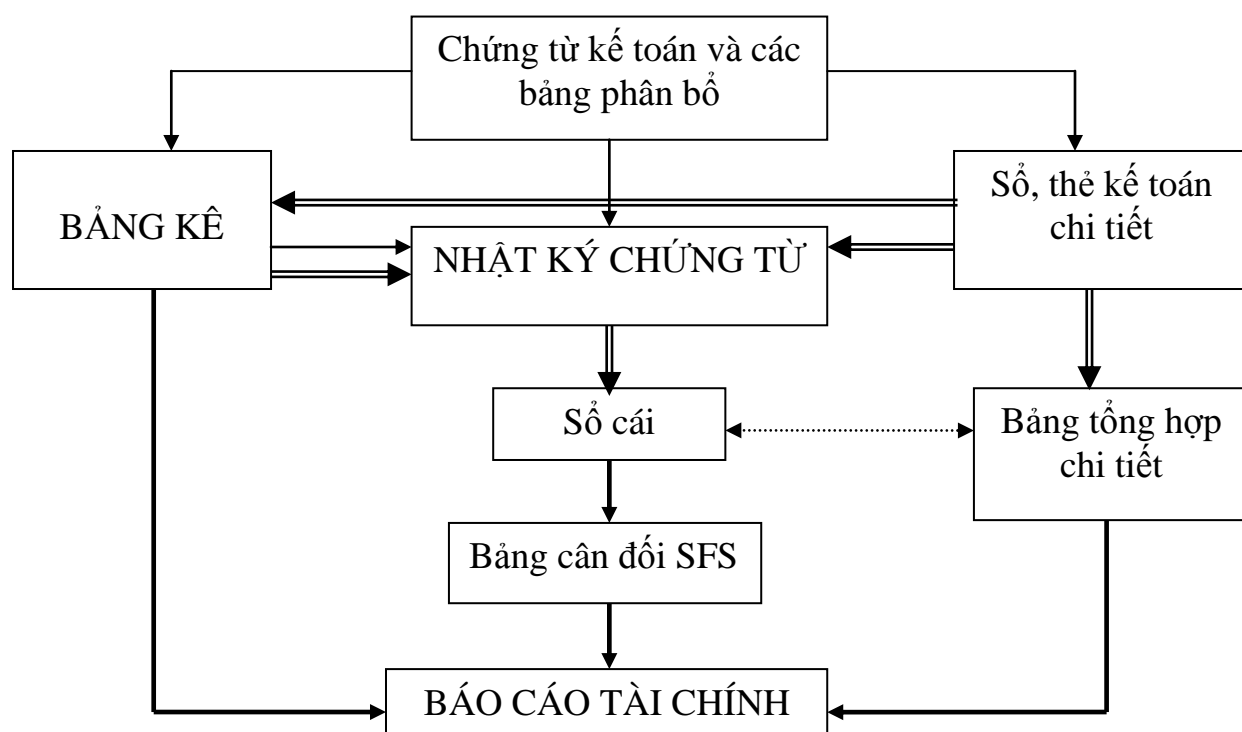 Chứng từ kế toán và các
bảng phân bổ
BẢNG KÊ
Sổ, thẻ kế toán
chi tiết
NHẬT KÝ CHỨNG TỪ
Sổ cái
Bảng tổng hợp
chi tiết
Bảng cân đối SFS
BÁO CÁO TÀI CHÍNH